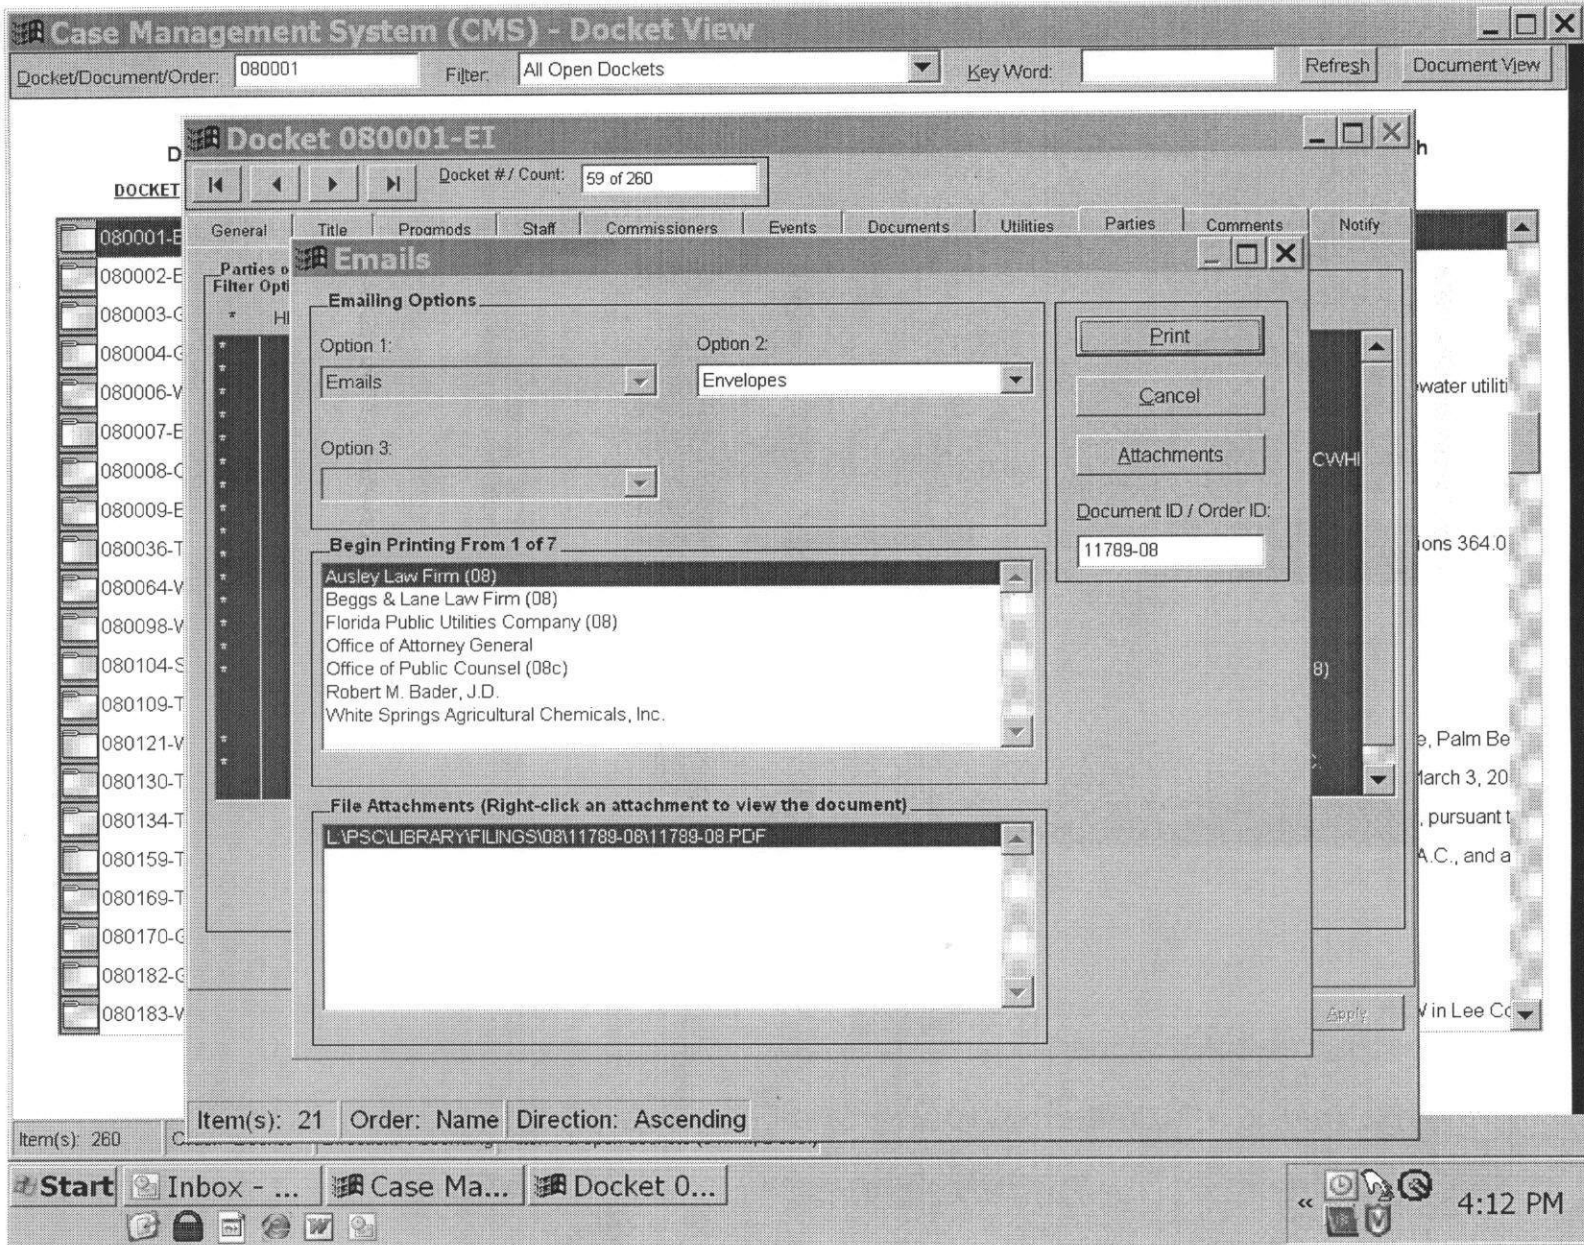 Case Management System (CMS) - Docket View
Docket/Document/Order: 080001 Filter: All Open Dockets Key Word: Refresh Document View
Docket 080001-EI
Docket # / Count: 59 of 260
DOCKET
General Title Progmods Staff Commissioners Events Documents Utilities Parties Comments Notify
080001-E
080002-E
080003-G
080004-G
080006-W
080007-E
080008-
080009-E
080036-T
080064-W
080098-W
080104-S
080109-T
080121-W
080130-T
080134-T
080159-T
080169-T
080170-G
080182-G
080183-W
Parties o
Filter Opti
* HI
Emails
Emailing Options
Option 1: Option 2:
Emails Envelopes
Option 3:
Print
Cancel
Attachments
Document ID / Order ID:
11789-08
Begin Printing From 1 of 7
Ausley Law Firm (08)
Beggs & Lane Law Firm (08)
Florida Public Utilities Company (08)
Office of Attorney General
Office of Public Counsel (08c)
Robert M. Bader, J.D.
White Springs Agricultural Chemicals, Inc.
File Attachments (Right-click an attachment to view the document)
L:\PSC\LIBRARY\FILINGS\08\11789-08\11789-08.PDF
CWHI
8)
water utiliti
ions 364.0
e, Palm Be
March 3, 20
, pursuant t
A.C., and a
V in Lee Co
Apply
Item(s): 21 Order: Name Direction: Ascending
Item(s): 260
Start Inbox - ... Case Ma... Docket 0...
« 4:12 PM